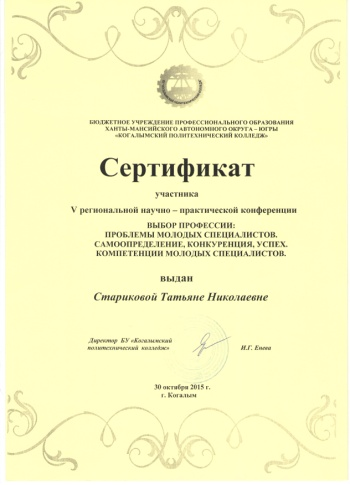 БЮДЖЕТНОЕ УЧРЕЖДЕНИЕ ПРОФЕССИОНАЛЬНОГО ОБРАЗОВАНИЯ
ХАНТЫ-МАНСИЙСКОГО АВТОНОМНОГО ОКРУГА – ЮГРЫ
«КОГАЛЫМСКИЙ ПОЛИТЕХНИЧЕСКИЙ КОЛЛЕДЖ»
Сертификат
участника
V региональной научно – практической конференции
ВЫБОР ПРОФЕССИИ:
ПРОБЛЕМЫ МОЛОДЫХ СПЕЦИАЛИСТОВ.
САМООПРЕДЕЛЕНИЕ, КОНКУРЕНЦИЯ, УСПЕХ.
КОМПЕТЕНЦИИ МОЛОДЫХ СПЕЦИАЛИСТОВ.
выдан
Стариковой Татьяне Николаевне
Директор БУ «Когалымский
политехнический колледж»
И.Г. Енева
30 октября 2015 г.
г. Когалым